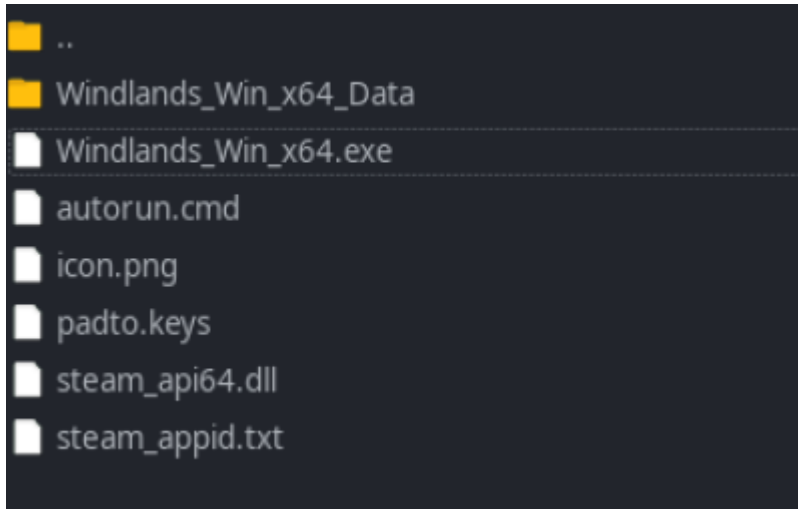 ..
Windlands_Win_x64_Data
Windlands_Win_x64.exe
autorun.cmd
icon.png
padto.keys
steam_api64.dll
steam_appid.txt